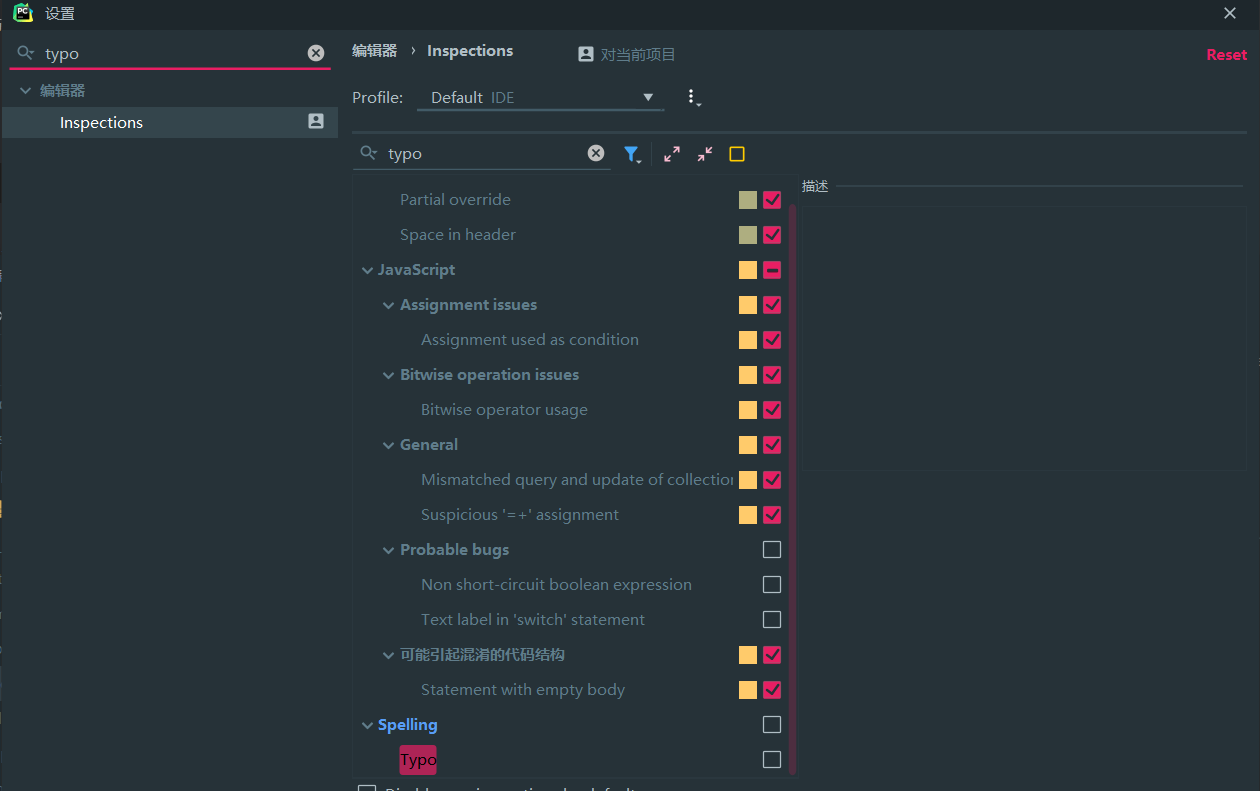 PC
设置
typo
编辑器
Inspections
编辑器 › Inspections
对当前项目
Reset
Profile:
Default IDE
typo
描述
Partial override
Space in header
JavaScript
Assignment issues
Assignment used as condition
Bitwise operation issues
Bitwise operator usage
General
Mismatched query and update of collection
Suspicious '=+' assignment
Probable bugs
Non short-circuit boolean expression
Text label in 'switch' statement
可能引起混淆的代码结构
Statement with empty body
Spelling
Typo